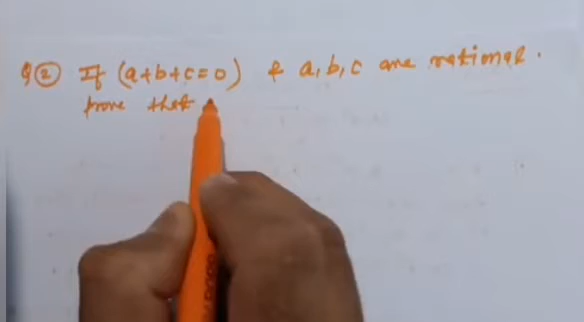 Q② If (a+b+c=0) & a,b,c are rational.
prove that